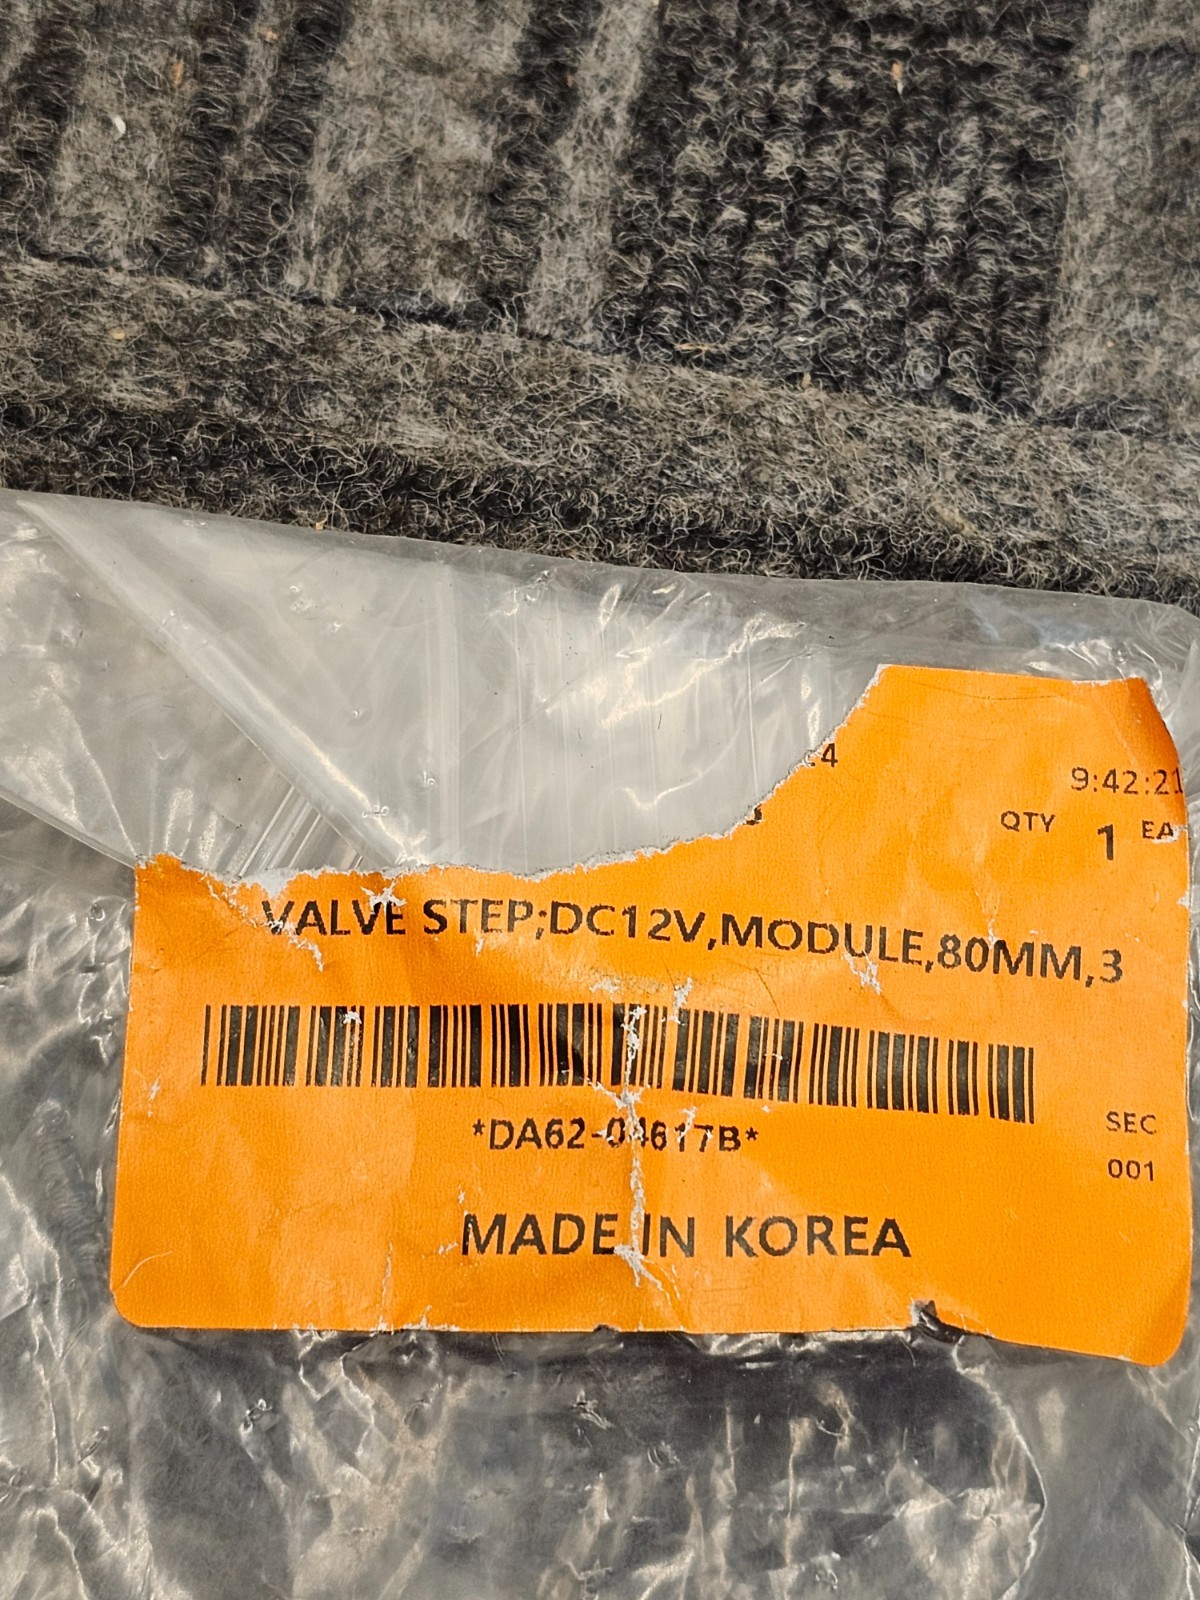 9:42:21
QTY 1 EA
VALVE STEP;DC12V,MODULE,80MM,3
*DA62-04617B*
SEC
001
MADE IN KOREA